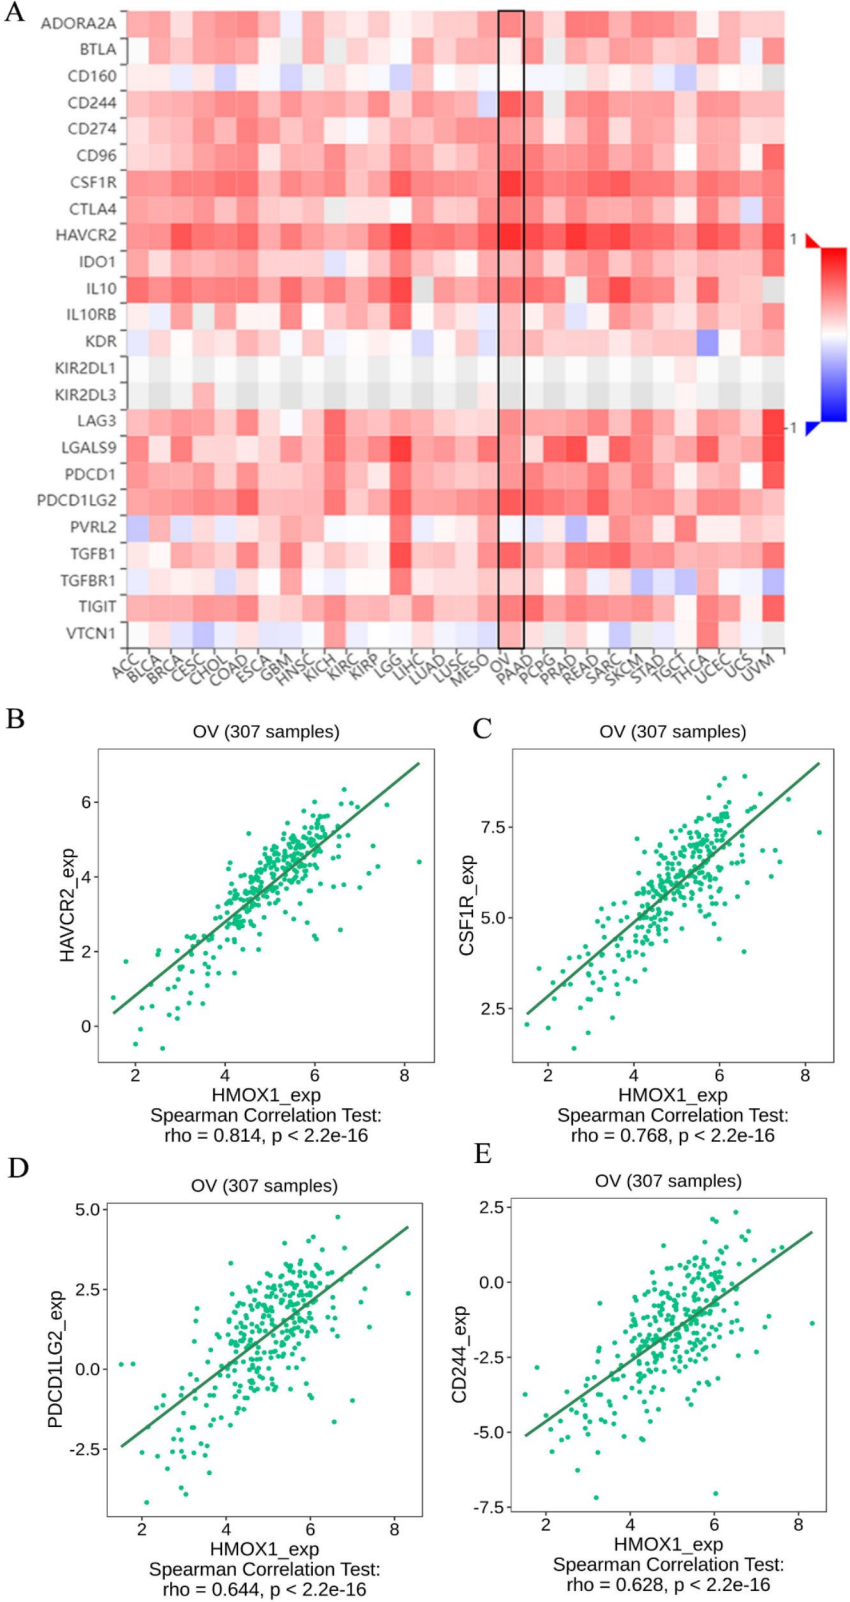 A
ADORA2A
BTLA
CD160
CD244
CD274
CD96
CSF1R
CTLA4
HAVCR2
IDO1
IL10
IL10RB
KDR
KIR2DL1
KIR2DL3
LAG3
LGALS9
PDCD1
PDCD1LG2
PVRL2
TGFB1
TGFBR1
TIGIT
VTCN1
1
-1
ACC BLCA BRCA CESC CHOL COAD ESCA GBM HNSC KICH KIRC KIRP LGG LIHC LUAD LUSC MESO OV PAAD PCPG PRAD READ SARC SKCM STAD TGCT THCA UCEC UCS UVM
B
OV (307 samples)
HAVCR2_exp
6
4
2
0
2 4 6 8
HMOX1_exp
Spearman Correlation Test:
rho = 0.814, p < 2.2e-16
C
OV (307 samples)
CSF1R_exp
7.5
5.0
2.5
2 4 6 8
HMOX1_exp
Spearman Correlation Test:
rho = 0.768, p < 2.2e-16
D
OV (307 samples)
PDCD1LG2_exp
5.0
2.5
0.0
-2.5
2 4 6 8
HMOX1_exp
Spearman Correlation Test:
rho = 0.644, p < 2.2e-16
E
OV (307 samples)
CD244_exp
2.5
0.0
-2.5
-5.0
-7.5
2 4 6 8
HMOX1_exp
Spearman Correlation Test:
rho = 0.628, p < 2.2e-16